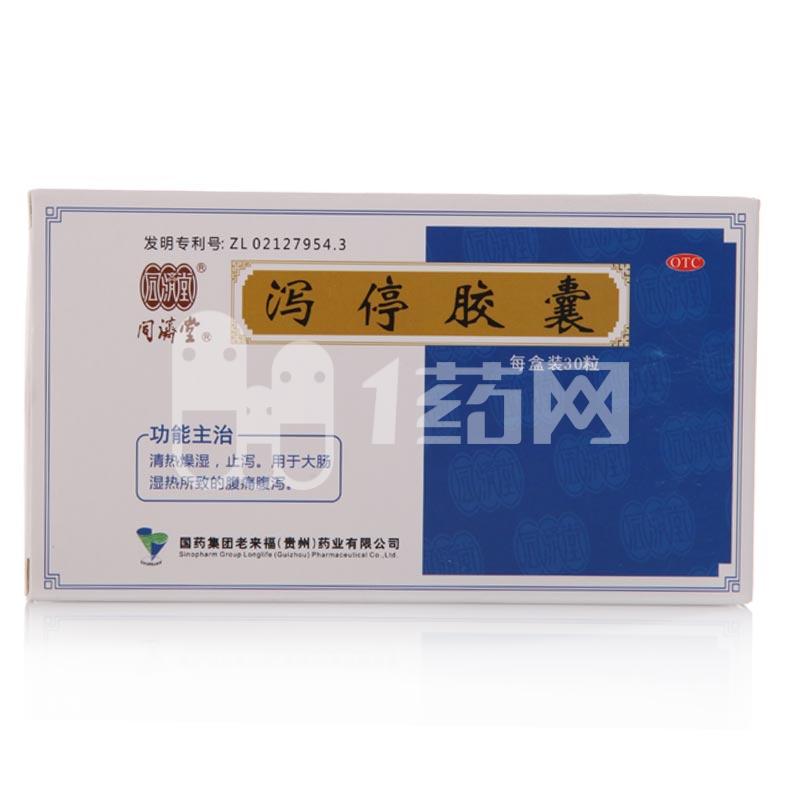 发明专利号: ZL 02127954.3
OTC
同济堂®
同濟堂®
泻停胶囊
每盒装30粒
1药网
功能主治
清热燥湿，止泻。用于大肠
湿热所致的腹痛腹泻。
国药集团老来福(贵州)药业有限公司
Sinopharm Group Longlife (Guizhou) Pharmaceutical Co.,Ltd.